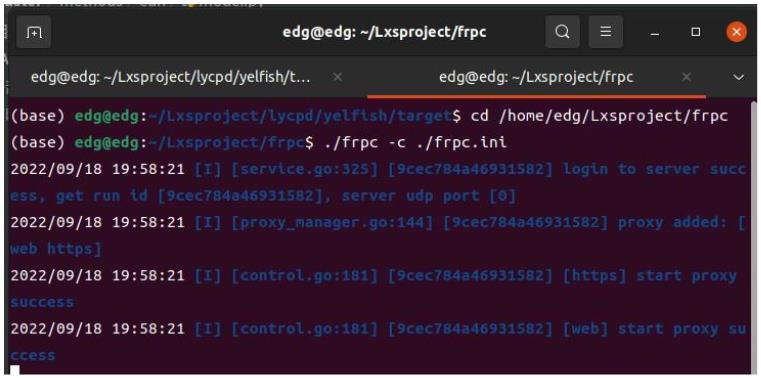 edg@edg: ~/Lxsproject/frpc
edg@edg: ~/Lxsproject/lycpd/yelfish/t...
edg@edg: ~/Lxsproject/frpc
(base) edg@edg:~/Lxsproject/lycpd/yelfish/target$ cd /home/edg/Lxsproject/frpc
(base) edg@edg:~/Lxsproject/frpc$ ./frpc -c ./frpc.ini
2022/09/18 19:58:21 [I] [service.go:325] [9cec784a46931582] login to server succ
ess, get run id [9cec784a46931582], server udp port [0]
2022/09/18 19:58:21 [I] [proxy_manager.go:144] [9cec784a46931582] proxy added: [
web https]
2022/09/18 19:58:21 [I] [control.go:181] [9cec784a46931582] [https] start proxy
success
2022/09/18 19:58:21 [I] [control.go:181] [9cec784a46931582] [web] start proxy su
ccess